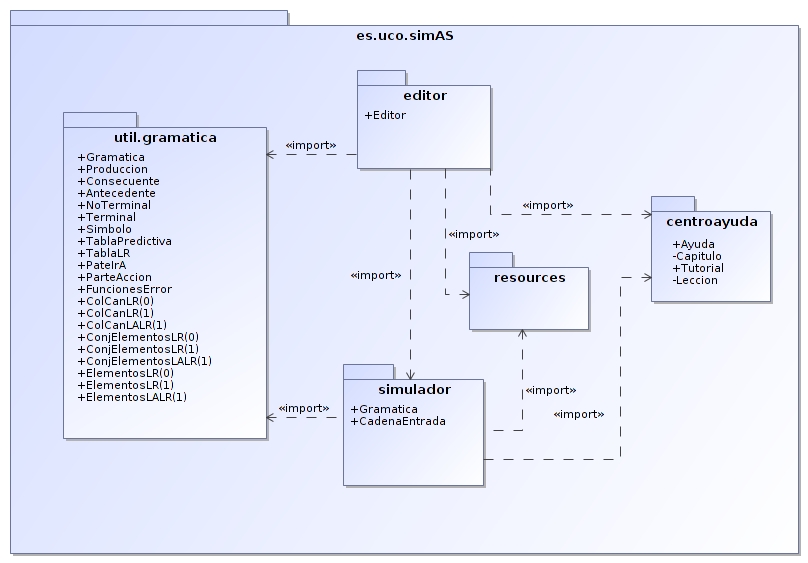 es.uco.simAS
editor
+Editor
util.gramatica
+Gramatica
+Produccion
+Consecuente
+Antecedente
+NoTerminal
+Terminal
+Simbolo
+TablaPredictiva
+TablaLR
+PateIrA
+ParteAccion
+FuncionesError
+ColCanLR(0)
+ColCanLR(1)
+ColCanLALR(1)
+ConjElementosLR(0)
+ConjElementosLR(1)
+ConjElementosLALR(1)
+ElementosLR(0)
+ElementosLR(1)
+ElementosLALR(1)
«import»
«import»
«import»
«import»
centroayuda
+Ayuda
-Capitulo
+Tutorial
-Leccion
resources
simulador
+Gramatica
+CadenaEntrada
«import»
«import»
«import»